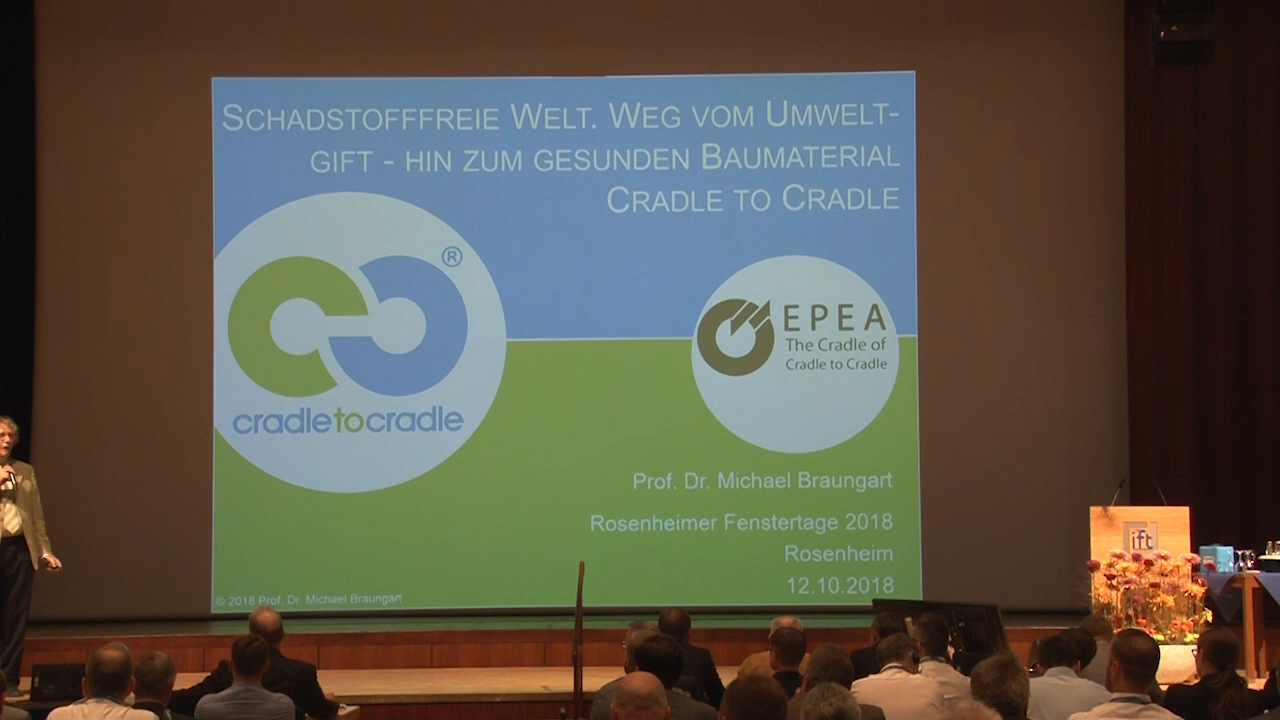 SCHADSTOFFFREIE WELT. WEG VOM UMWELT-
GIFT - HIN ZUM GESUNDEN BAUMATERIAL
CRADLE TO CRADLE
®
cradletocradle
EPEA
The Cradle of
Cradle to Cradle
Prof. Dr. Michael Braungart
Rosenheimer Fenstertage 2018
Rosenheim
12.10.2018
© 2018 Prof. Dr. Michael Braungart
ift